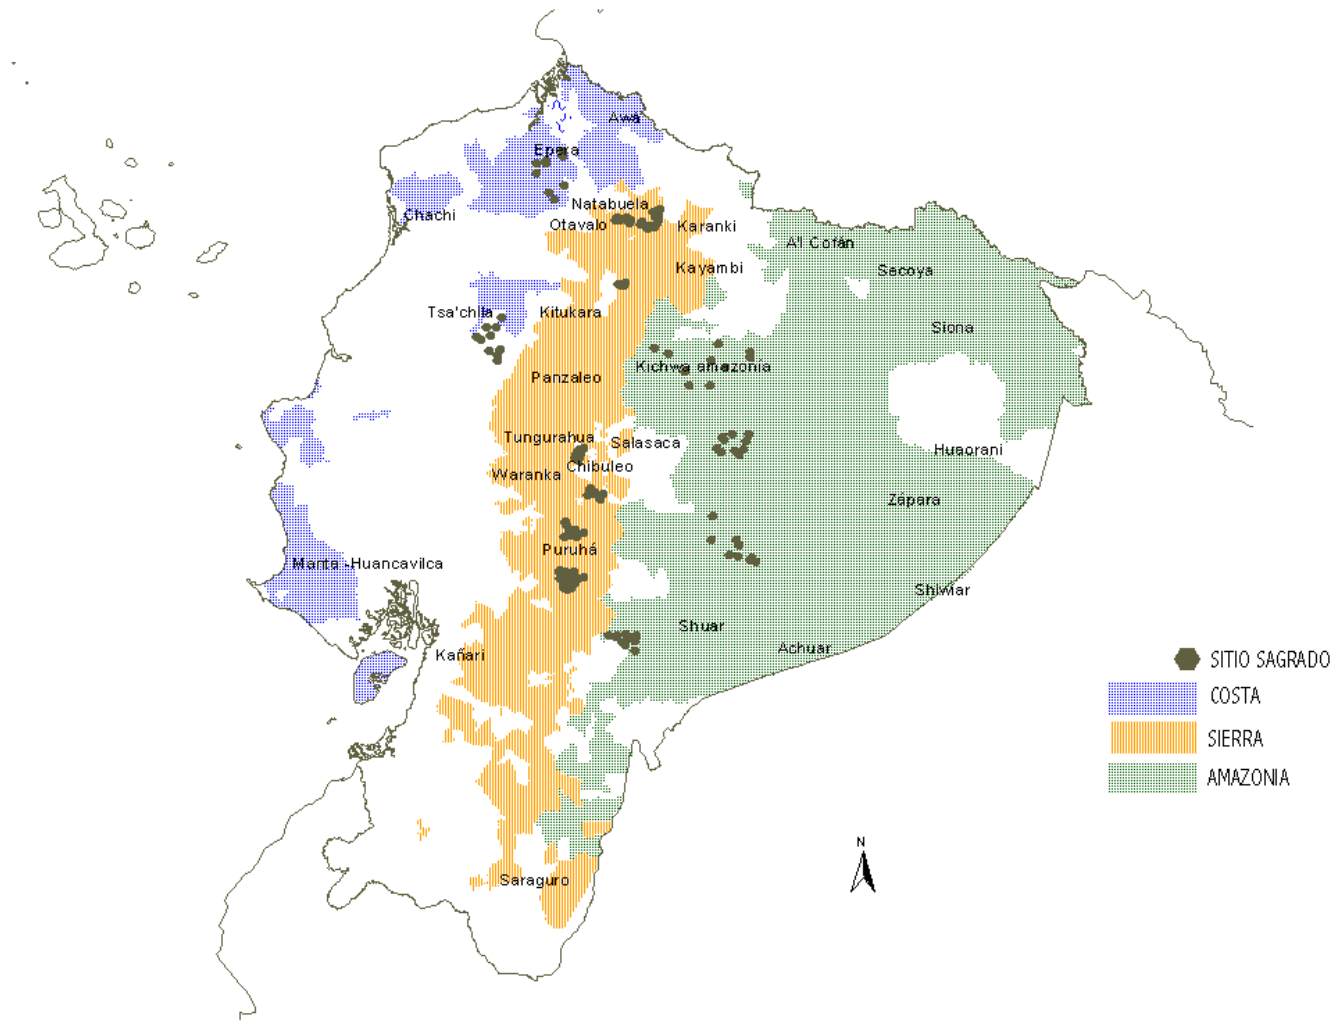 Awa
Epera
Natabuela
Chachi
Otavalo
Karanki
A'I Cofán
Kayambi
Secoya
Tsa'chila
Kitukara
Siona
Kichwa amazonia
Panzaleo
Tungurahua
Salasaca
Huaorani
Chibuleo
Waranka
Zápara
Puruhá
Manta -Huancavilca
Shiwiar
Shuar
Achuar
Kañari
SITIO SAGRADO
COSTA
SIERRA
AMAZONIA
N
Saraguro